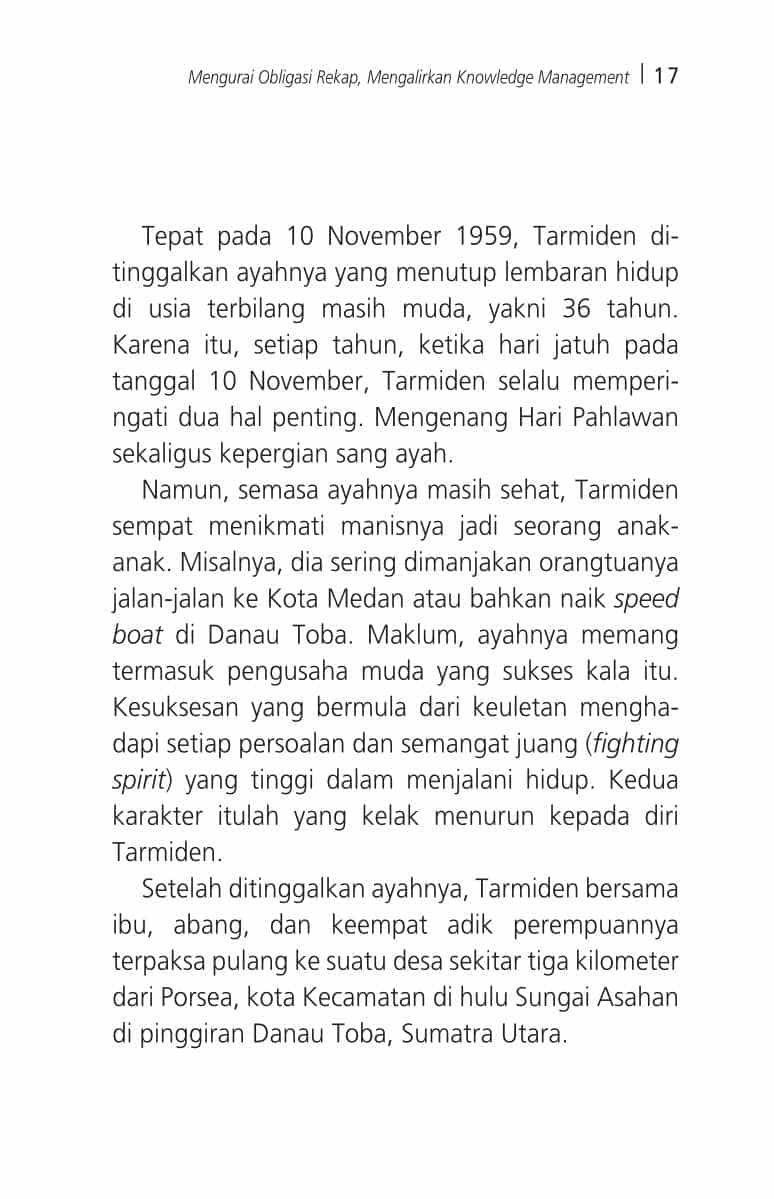 Mengurai Obligasi Rekap, Mengalirkan Knowledge Management | 17
Tepat pada 10 November 1959, Tarmiden di-
tinggalkan ayahnya yang menutup lembaran hidup
di usia terbilang masih muda, yakni 36 tahun.
Karena itu, setiap tahun, ketika hari jatuh pada
tanggal 10 November, Tarmiden selalu memperi-
ngati dua hal penting. Mengenang Hari Pahlawan
sekaligus kepergian sang ayah.
Namun, semasa ayahnya masih sehat, Tarmiden
sempat menikmati manisnya jadi seorang anak-
anak. Misalnya, dia sering dimanjakan orangtuanya
jalan-jalan ke Kota Medan atau bahkan naik speed
boat di Danau Toba. Maklum, ayahnya memang
termasuk pengusaha muda yang sukses kala itu.
Kesuksesan yang bermula dari keuletan mengha-
dapi setiap persoalan dan semangat juang (fighting
spirit) yang tinggi dalam menjalani hidup. Kedua
karakter itulah yang kelak menurun kepada diri
Tarmiden.
Setelah ditinggalkan ayahnya, Tarmiden bersama
ibu, abang, dan keempat adik perempuannya
terpaksa pulang ke suatu desa sekitar tiga kilometer
dari Porsea, kota Kecamatan di hulu Sungai Asahan
di pinggiran Danau Toba, Sumatra Utara.